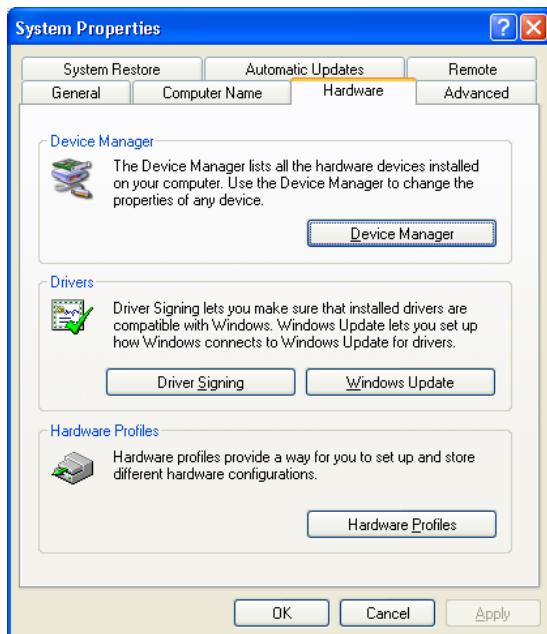 System Properties
System Restore Automatic Updates Remote
General Computer Name Hardware Advanced
Device Manager
The Device Manager lists all the hardware devices installed
on your computer. Use the Device Manager to change the
properties of any device.
Device Manager
Drivers
Driver Signing lets you make sure that installed drivers are
compatible with Windows. Windows Update lets you set up
how Windows connects to Windows Update for drivers.
Driver Signing Windows Update
Hardware Profiles
Hardware profiles provide a way for you to set up and store
different hardware configurations.
Hardware Profiles
OK Cancel Apply